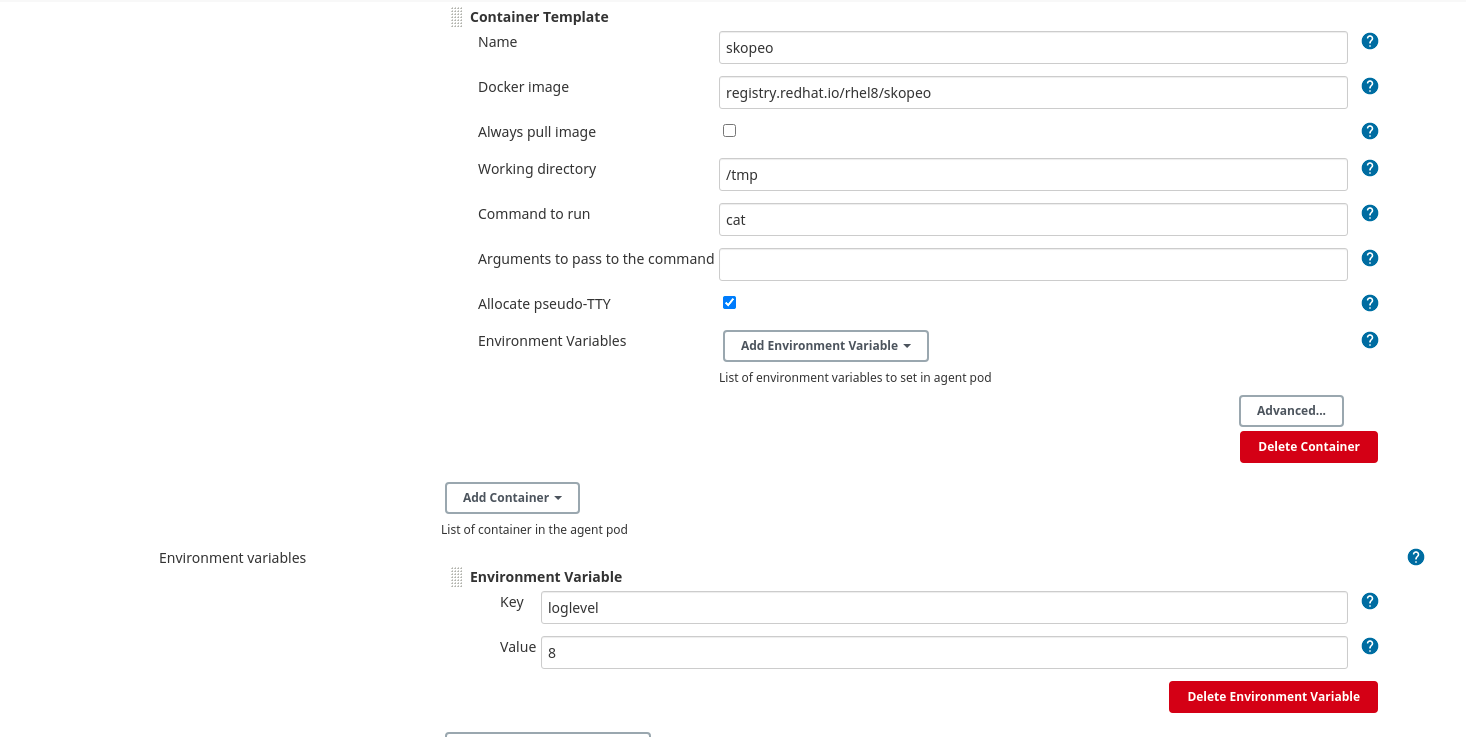 Container Template
Name
skopeo
Docker image
registry.redhat.io/rhel8/skopeo
Always pull image
Working directory
/tmp
Command to run
cat
Arguments to pass to the command
Allocate pseudo-TTY
Environment Variables
Add Environment Variable
List of environment variables to set in agent pod
Advanced...
Delete Container
Add Container
List of container in the agent pod
Environment variables
Environment Variable
Key
loglevel
Value
8
Delete Environment Variable